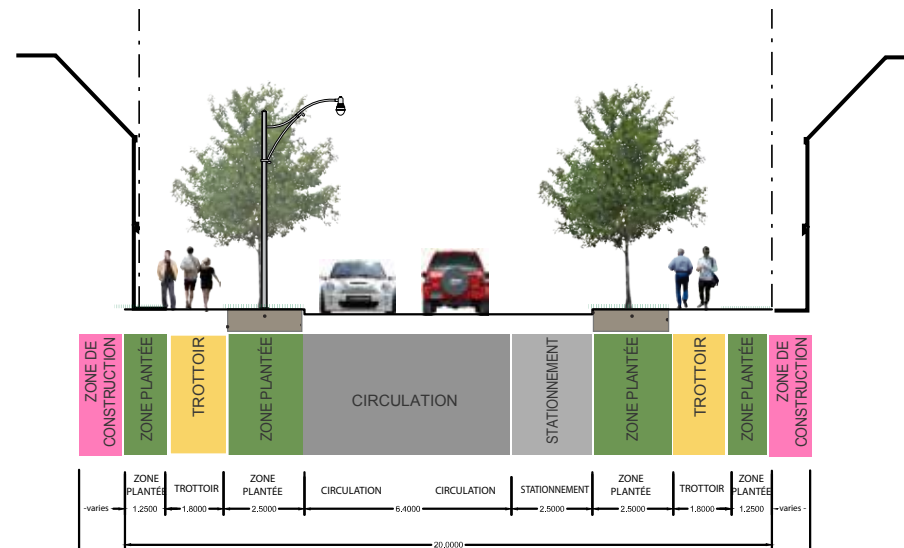 ZONE DE
CONSTRUCTION
ZONE PLANTÉE
TROTTOIR
ZONE PLANTÉE
CIRCULATION
STATIONNEMENT
ZONE PLANTÉE
TROTTOIR
ZONE PLANTÉE
ZONE DE
CONSTRUCTION
ZONE
PLANTÉE
TROTTOIR
ZONE
PLANTÉE
CIRCULATION
CIRCULATION
STATIONNEMENT
ZONE
PLANTÉE
TROTTOIR
ZONE
PLANTÉE
-varies-
1.2500
1.8000
2.5000
6.4000
2.5000
2.5000
1.8000
1.2500
varies -
20.0000